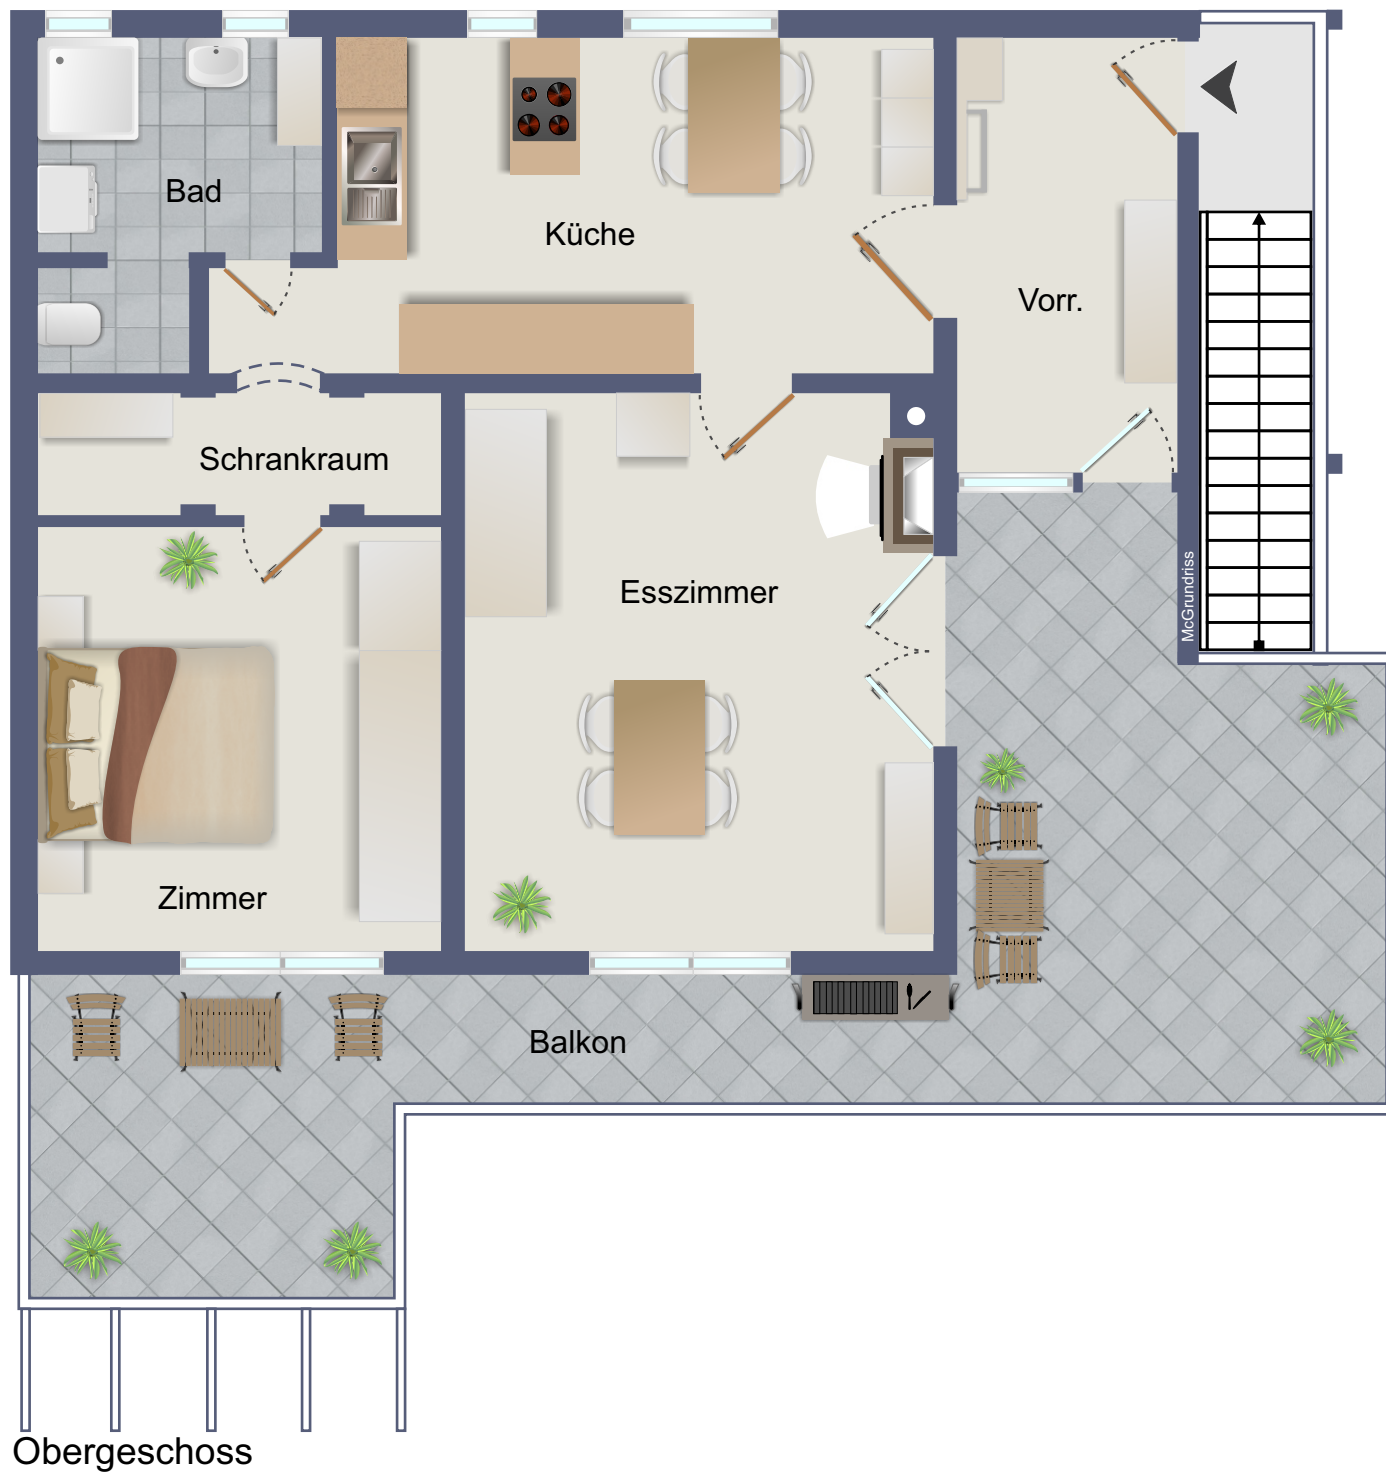 Bad
Küche
Vorr.
Schrankraum
Esszimmer
McGrundriss
Zimmer
Balkon
Obergeschoss